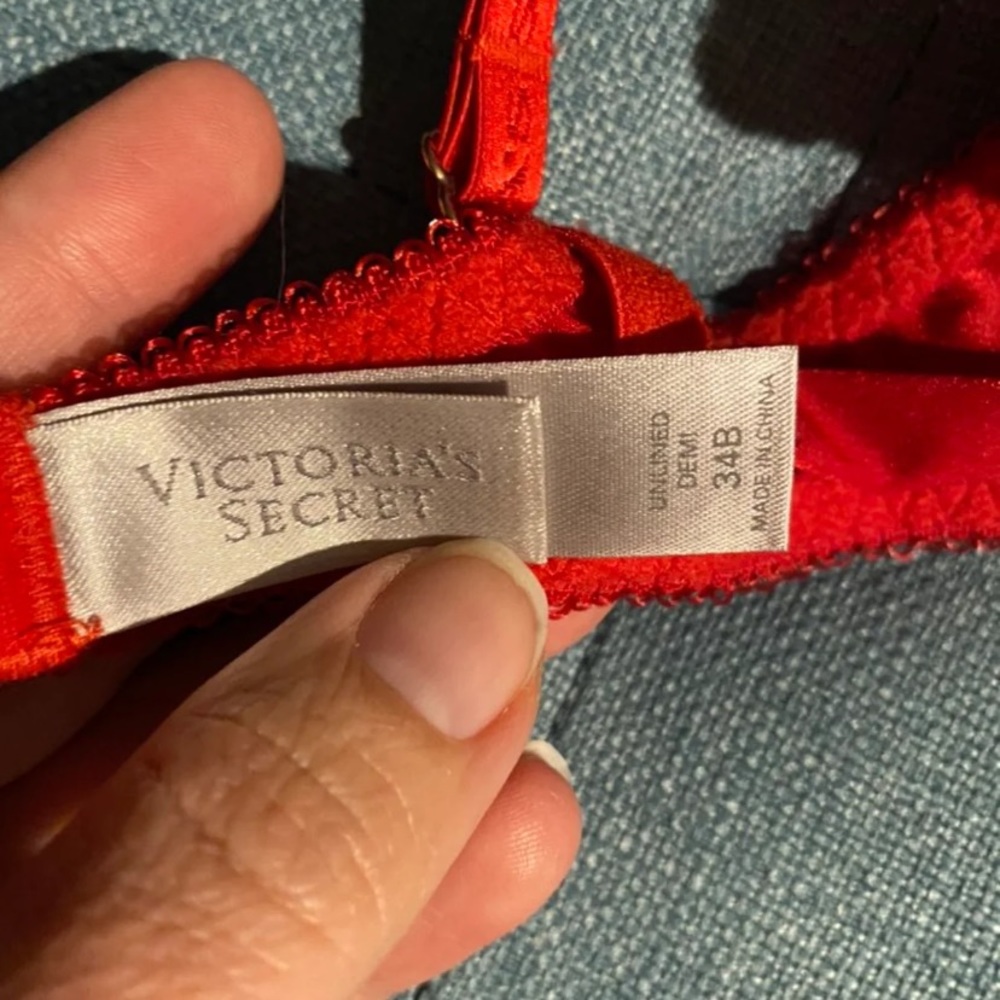 VICTORIA'S
SECRET
UNLINED
DEMI
34B
MADE IN CHINA